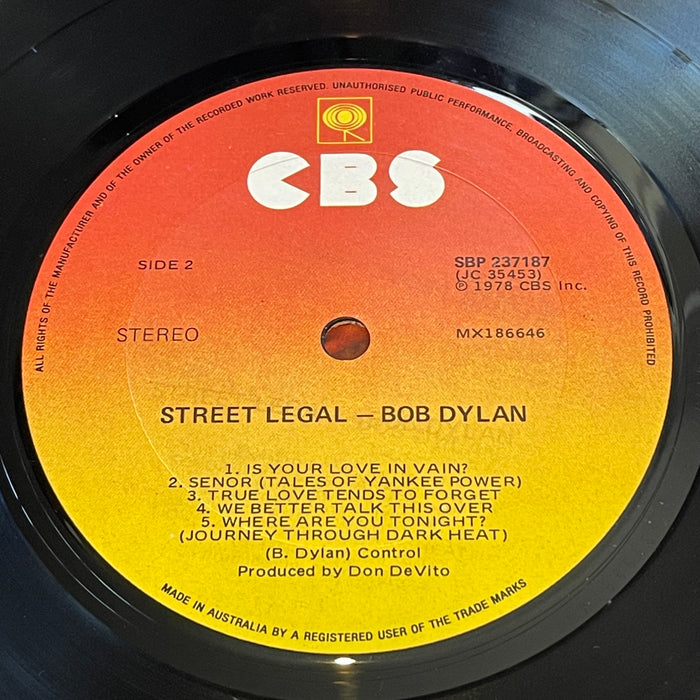 ALL RIGHTS OF THE MANUFACTURER AND OF THE OWNER OF THE RECORDED WORK RESERVED. UNAUTHORISED PUBLIC PERFORMANCE, BROADCASTING AND COPYING OF THIS RECORD PROHIBITED
CBS
SIDE 2
SBP 237187
(JC 35453)
℗ 1978 CBS Inc.
STEREO
MX186646
STREET LEGAL – BOB DYLAN
1. IS YOUR LOVE IN VAIN?
2. SENOR (TALES OF YANKEE POWER)
3. TRUE LOVE TENDS TO FORGET
4. WE BETTER TALK THIS OVER
5. WHERE ARE YOU TONIGHT?
(JOURNEY THROUGH DARK HEAT)
(B. Dylan) Control
Produced by Don DeVito
MADE IN AUSTRALIA BY A REGISTERED USER OF THE TRADE MARKS